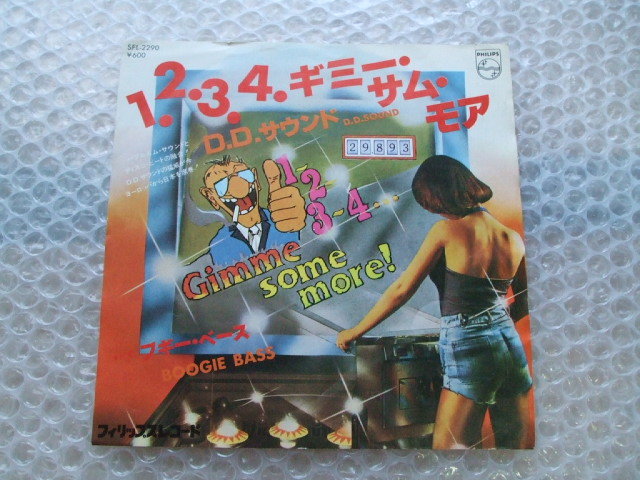 SFL-2290
¥600
PHILIPS
1.2.3.4.ギミー・
サム・
モア
D.D.サウンド D.D.SOUND
29893
1~
2~
3~4...
Gimme
some
more!
ブギー・ベース
BOOGIE BASS
フィリップスレコード